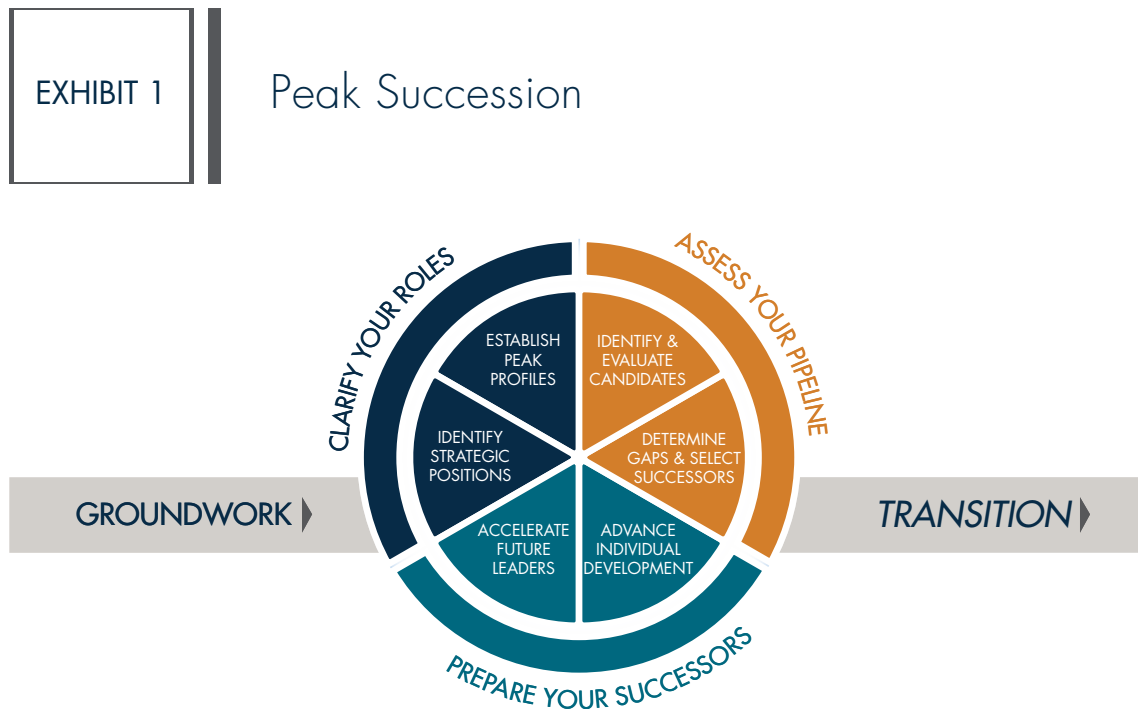 EXHIBIT 1
Peak Succession
CLARIFY YOUR ROLES
ASSESS YOUR PIPELINE
ESTABLISH
PEAK
PROFILES
IDENTIFY &
EVALUATE
CANDIDATES
IDENTIFY
STRATEGIC
POSITIONS
DETERMINE
GAPS & SELECT
SUCCESSORS
GROUNDWORK
TRANSITION
ACCELERATE
FUTURE
LEADERS
ADVANCE
INDIVIDUAL
DEVELOPMENT
PREPARE YOUR SUCCESSORS